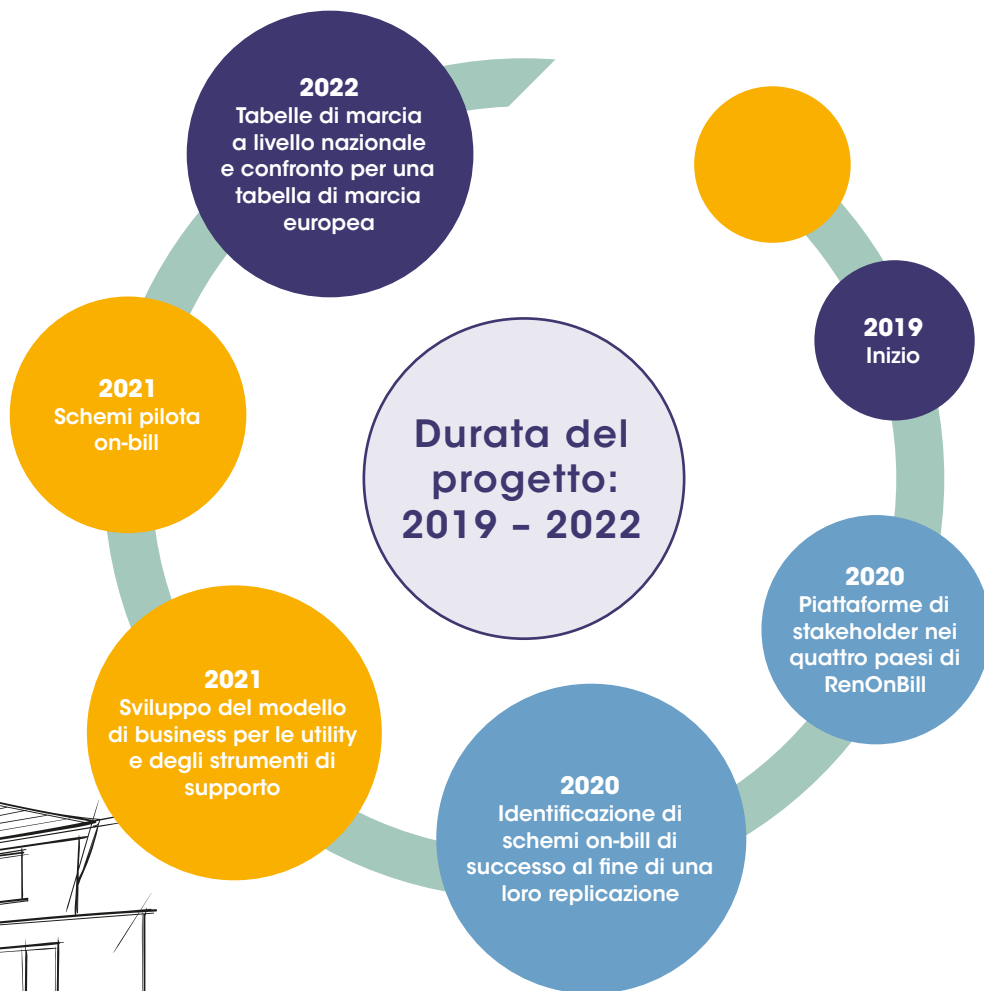 2022
Tabelle di marcia
a livello nazionale
e confronto per una
tabella di marcia
europea
2019
Inizio
2021
Schemi pilota
on-bill
Durata del
progetto:
2019 – 2022
2020
Piattaforme di
stakeholder nei
quattro paesi di
RenOnBill
2021
Sviluppo del modello
di business per le utility
e degli strumenti di
supporto
2020
Identificazione di
schemi on-bill di
successo al fine di una
loro replicazione